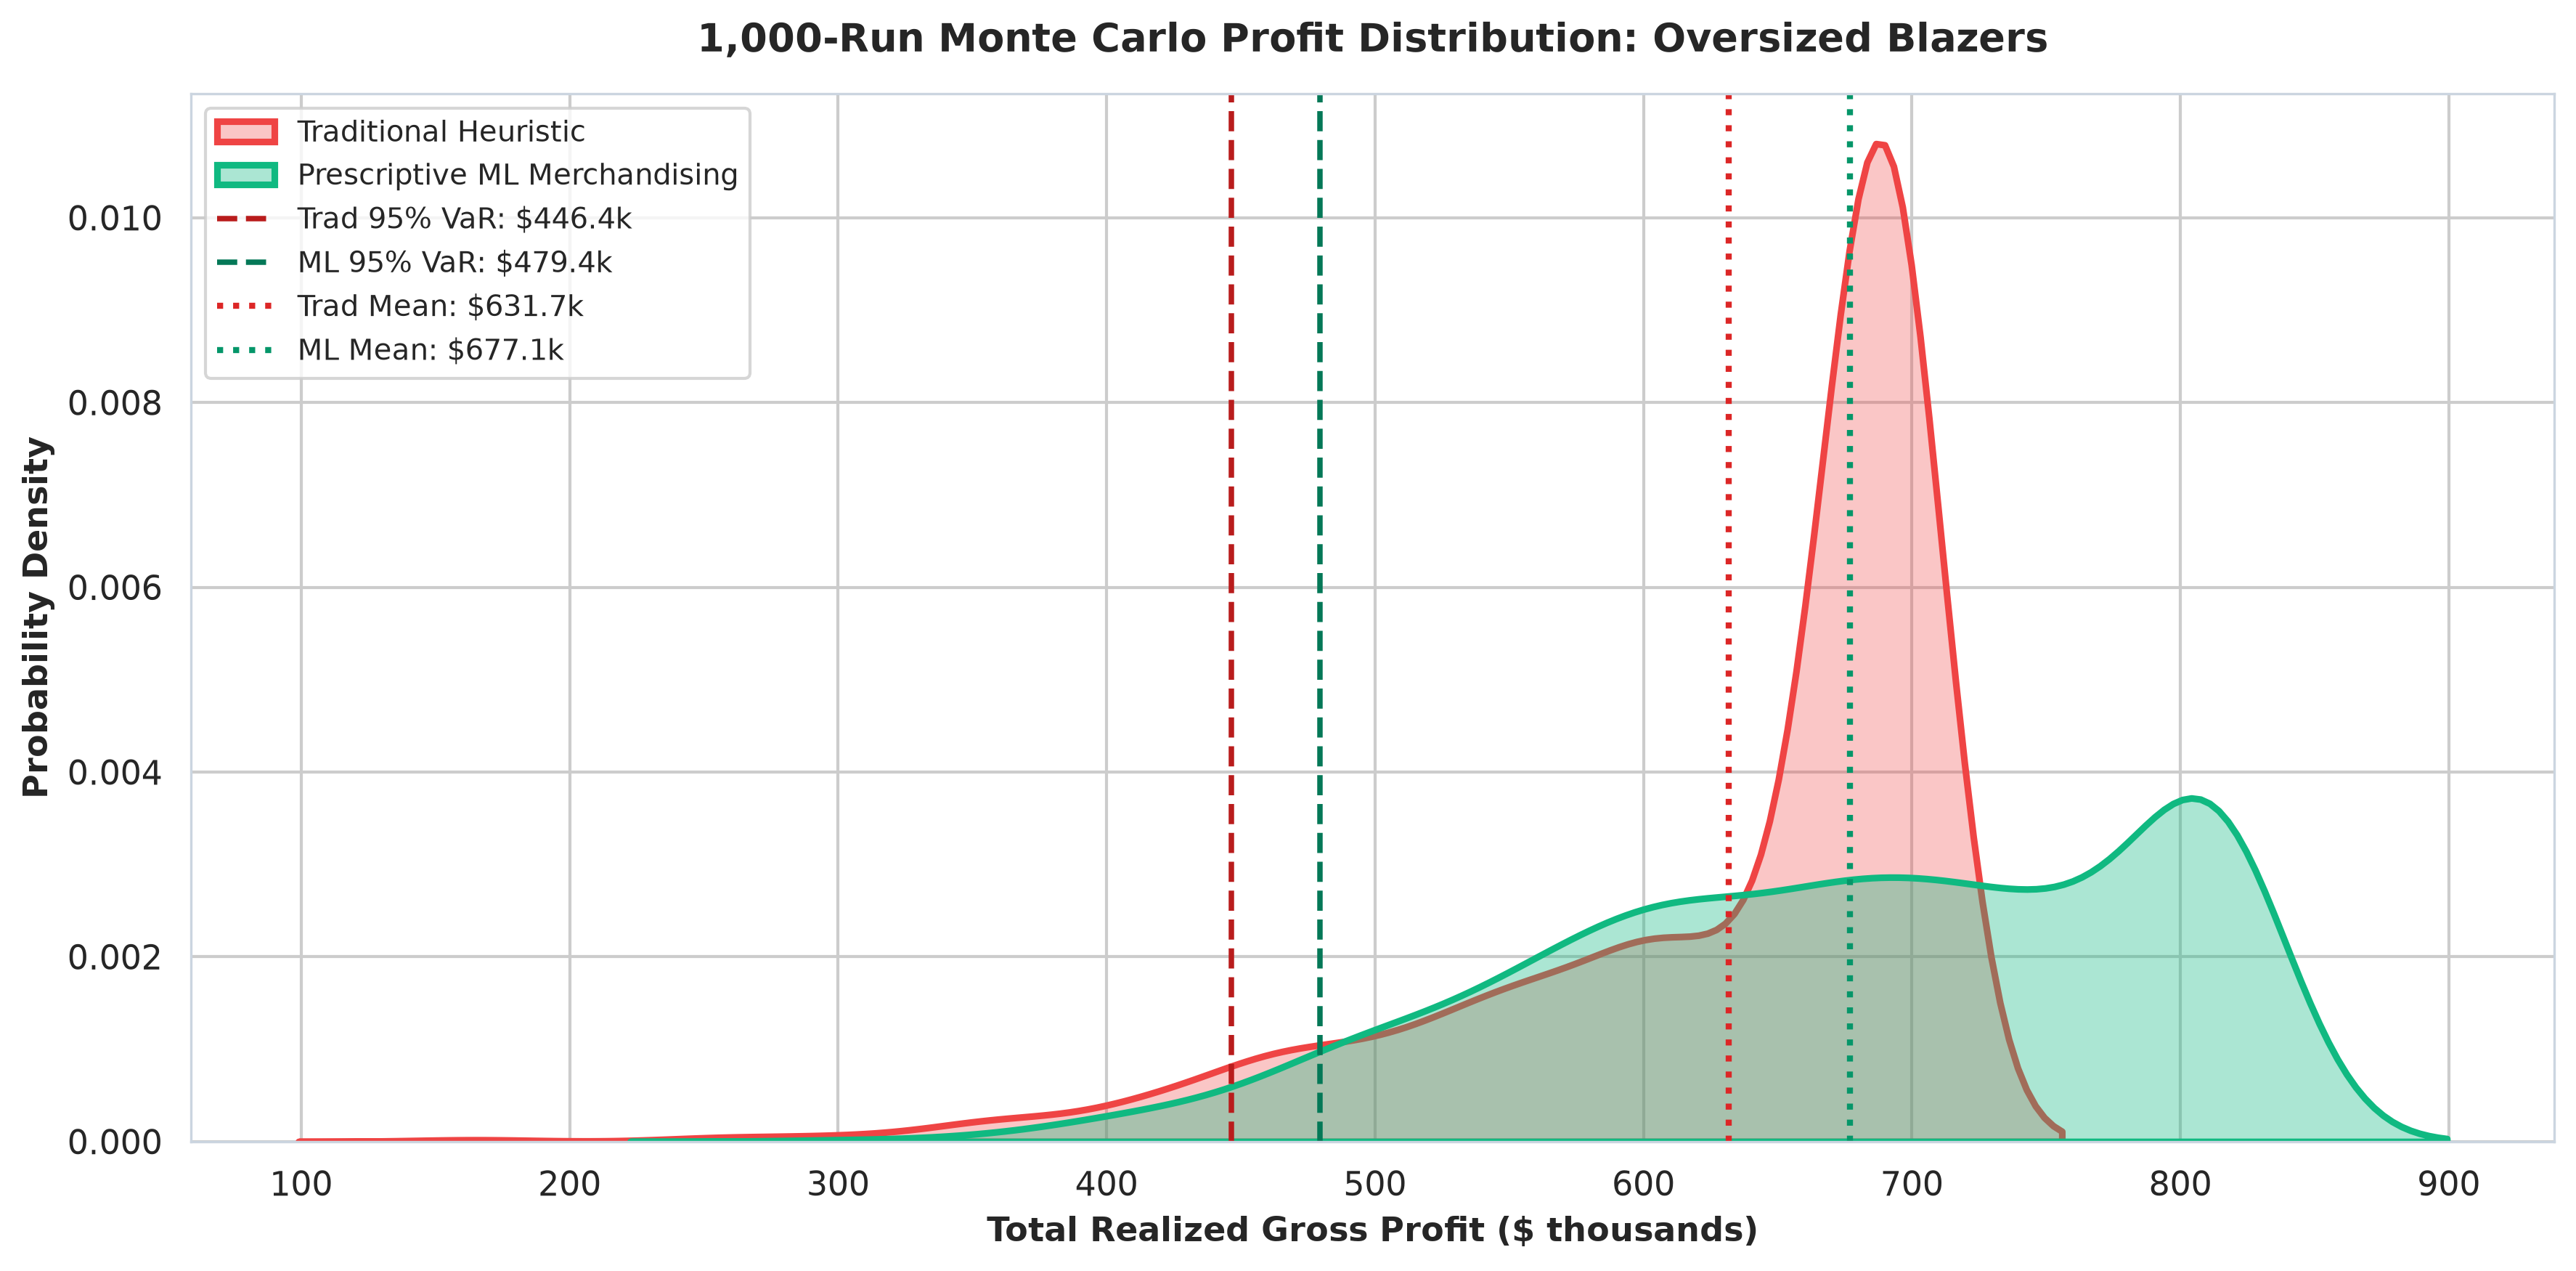 1,000-Run Monte Carlo Profit Distribution: Oversized Blazers
Traditional Heuristic
Prescriptive ML Merchandising
Trad 95% VaR: $446.4k
ML 95% VaR: $479.4k
Trad Mean: $631.7k
ML Mean: $677.1k
Probability Density
0.010
0.008
0.006
0.004
0.002
0.000
100 200 300 400 500 600 700 800 900
Total Realized Gross Profit ($ thousands)